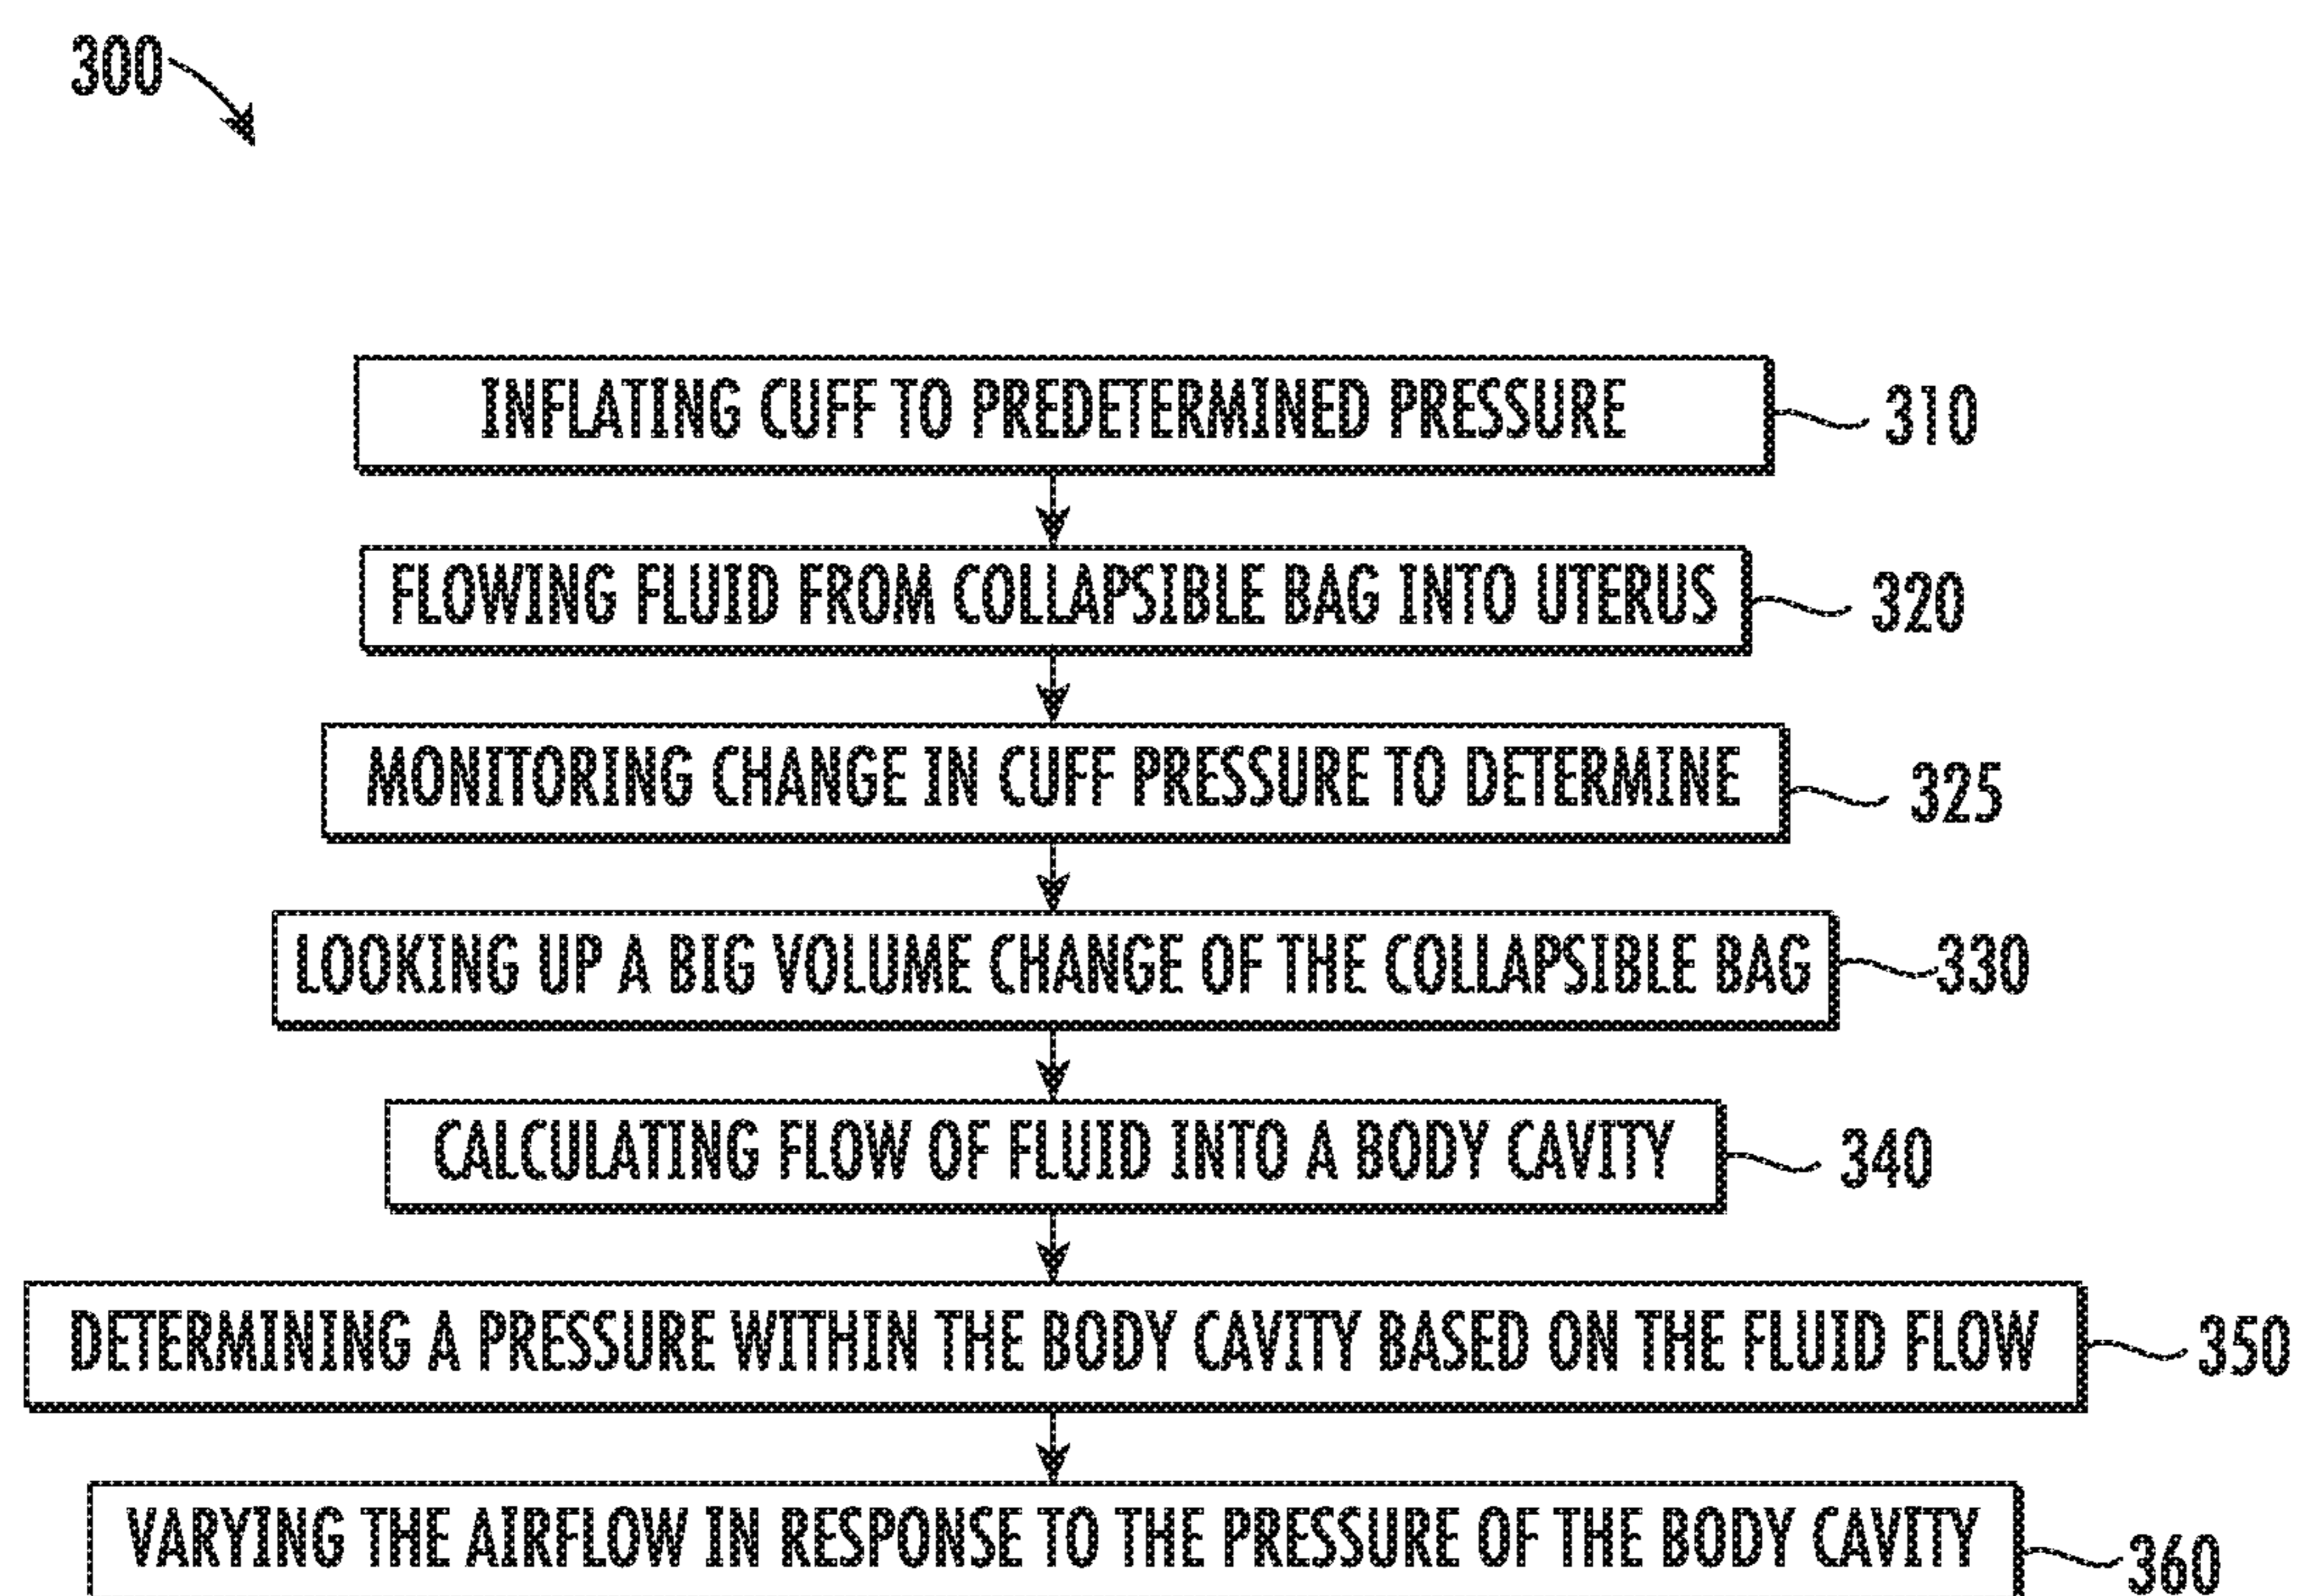 300
INFLATING CUFF TO PREDETERMINED PRESSURE 310
FLOWING FLUID FROM COLLAPSIBLE BAG INTO UTERUS 320
MONITORING CHANGE IN CUFF PRESSURE TO DETERMINE 325
LOOKING UP A BIG VOLUME CHANGE OF THE COLLAPSIBLE BAG 330
CALCULATING FLOW OF FLUID INTO A BODY CAVITY 340
DETERMINING A PRESSURE WITHIN THE BODY CAVITY BASED ON THE FLUID FLOW 350
VARYING THE AIRFLOW IN RESPONSE TO THE PRESSURE OF THE BODY CAVITY 360